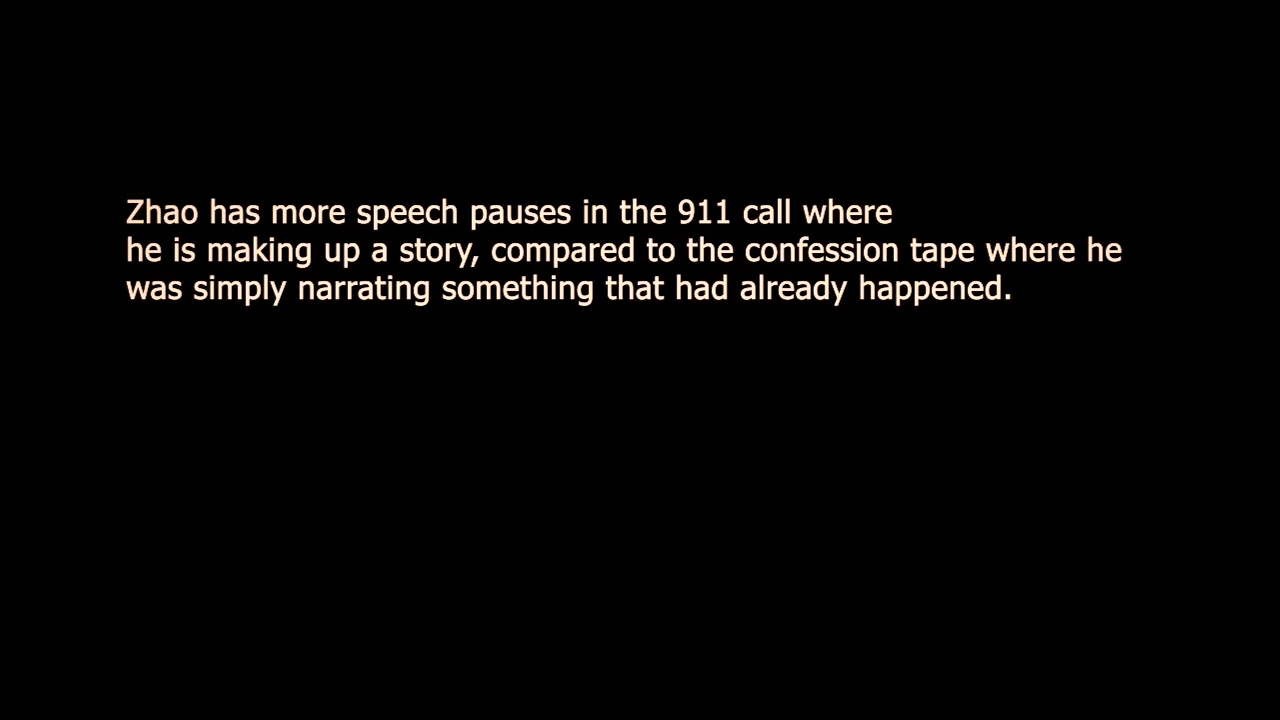 Zhao has more speech pauses in the 911 call where
he is making up a story, compared to the confession tape where he
was simply narrating something that had already happened.